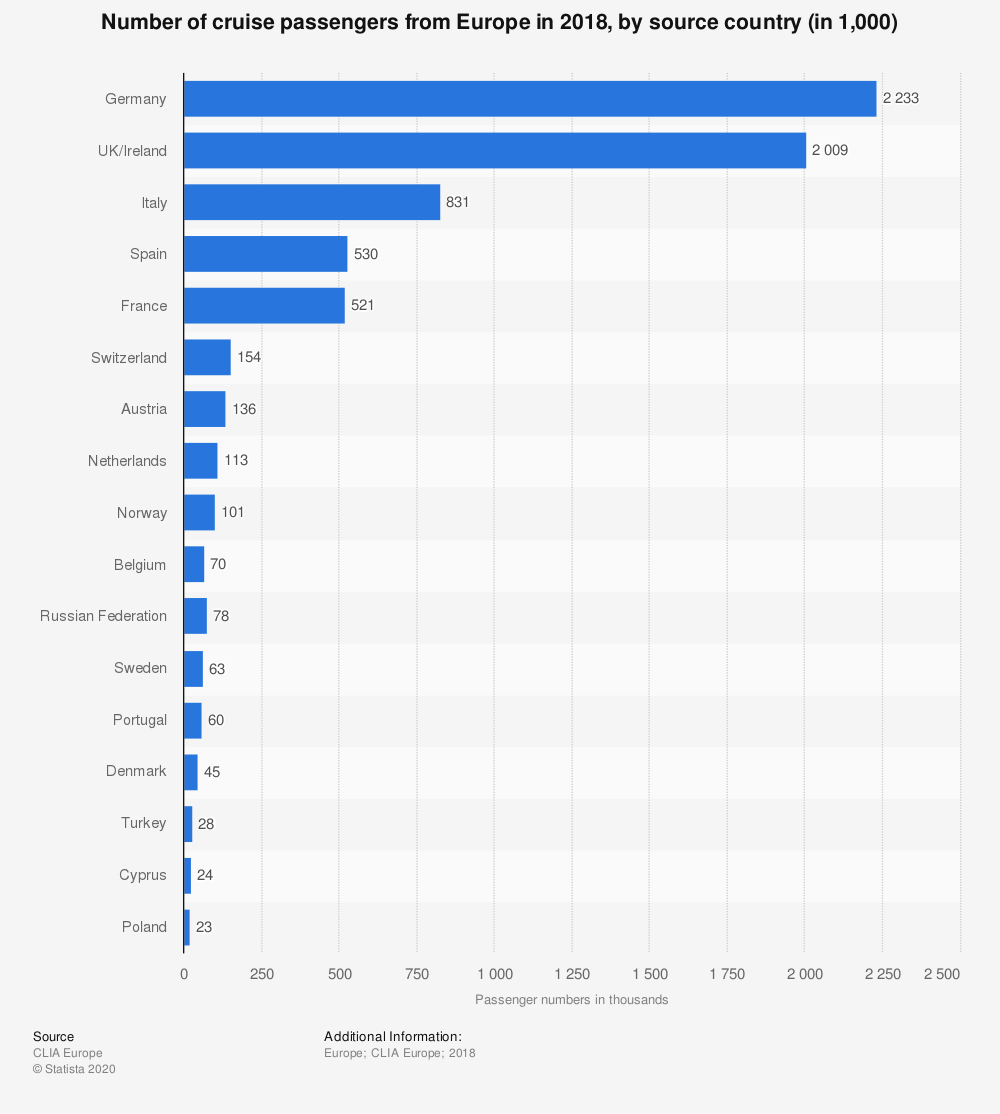 Number of cruise passengers from Europe in 2018, by source country (in 1,000)
Germany 2 233
UK/Ireland 2 009
Italy 831
Spain 530
France 521
Switzerland 154
Austria 136
Netherlands 113
Norway 101
Belgium 70
Russian Federation 78
Sweden 63
Portugal 60
Denmark 45
Turkey 28
Cyprus 24
Poland 23
0 250 500 750 1 000 1 250 1 500 1 750 2 000 2 250 2 500
Passenger numbers in thousands
Source
CLIA Europe
© Statista 2020
Additional Information:
Europe; CLIA Europe; 2018